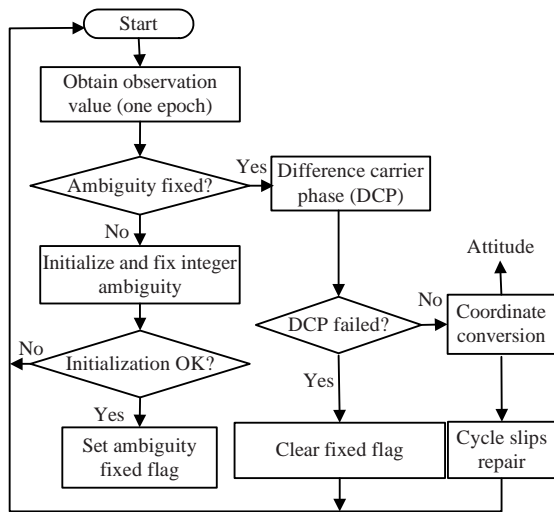 Start
Obtain observation
value (one epoch)
Ambiguity fixed?
Yes
Difference carrier
phase (DCP)
No
Initialize and fix integer
ambiguity
Attitude
DCP failed?
No
Coordinate
conversion
No
Initialization OK?
Yes
Yes
Set ambiguity
fixed flag
Clear fixed flag
Cycle slips
repair